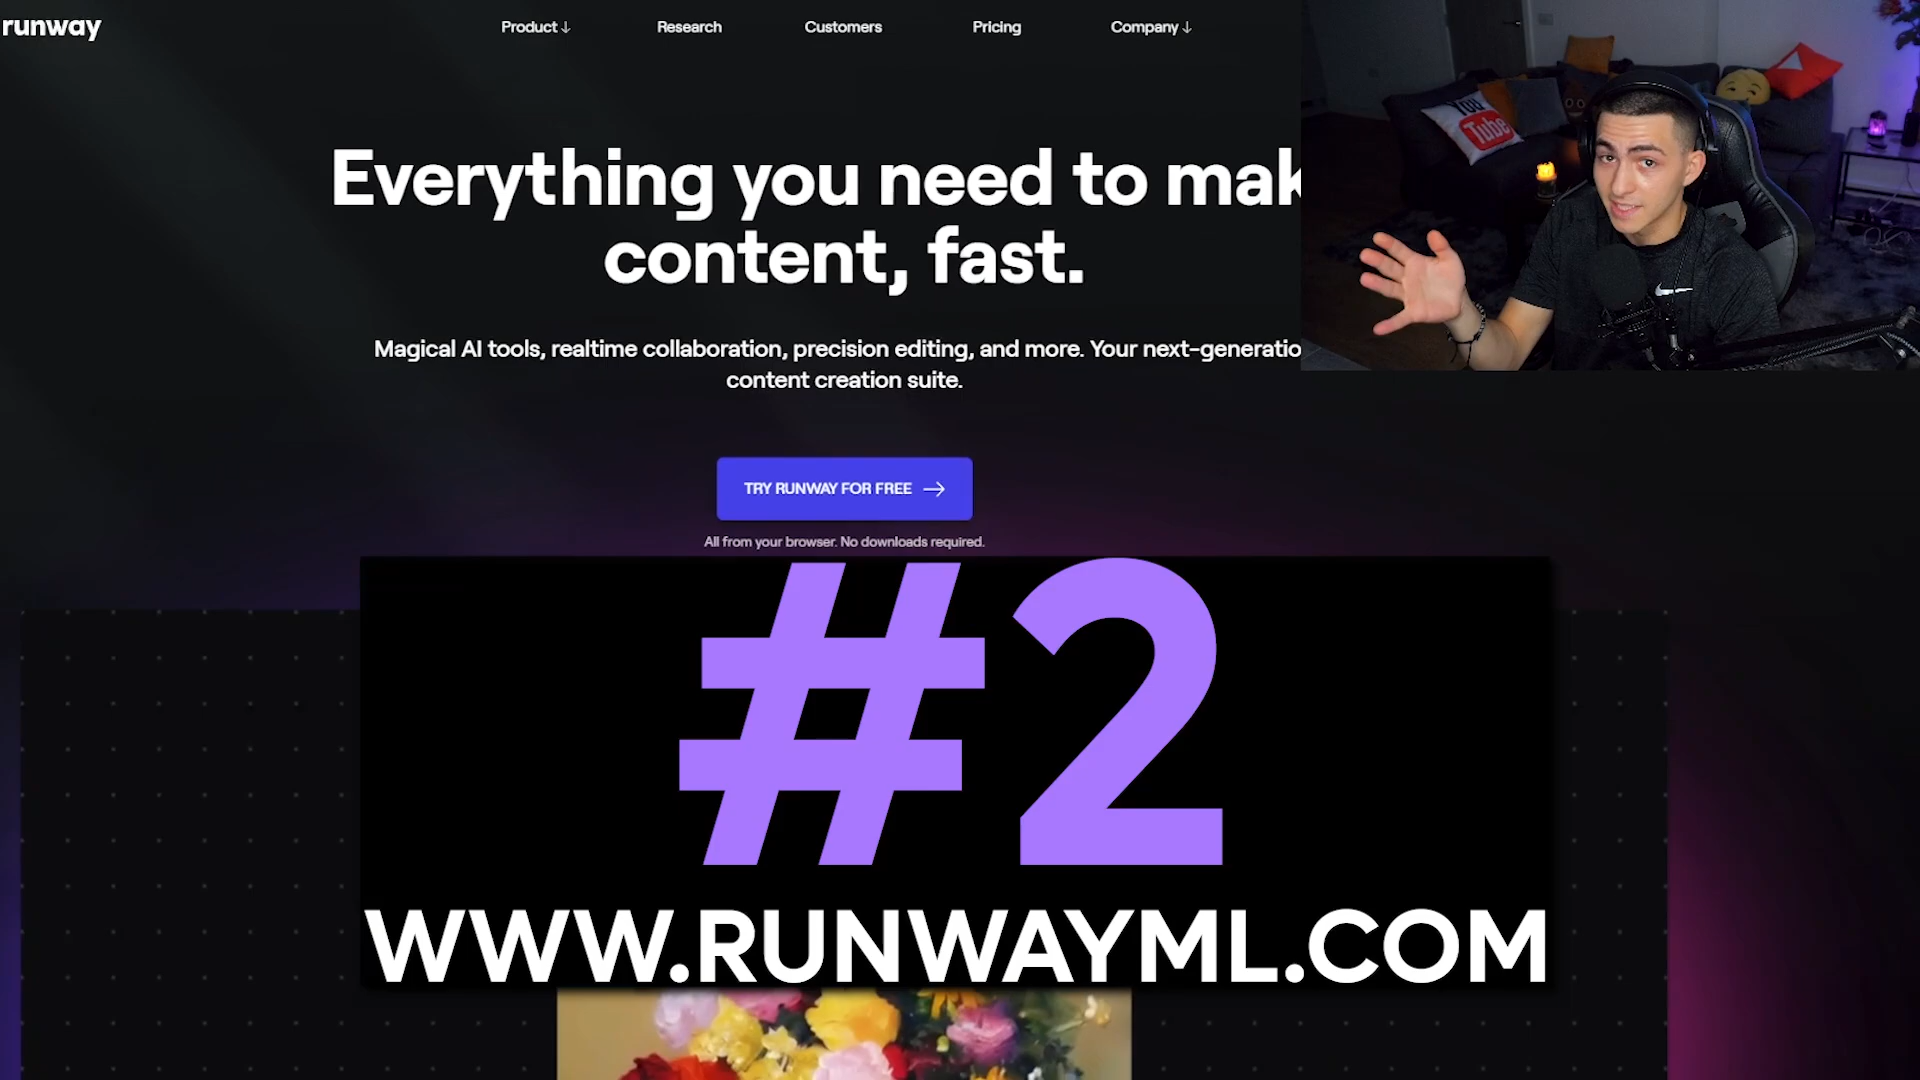 runway
Product ↓
Research
Customers
Pricing
Company ↓
Everything you need to mak
content, fast.
Magical AI tools, realtime collaboration, precision editing, and more. Your next-generatio
content creation suite.
TRY RUNWAY FOR FREE →
All from your browser. No downloads required.
You
Tube
#2
WWW.RUNWAYML.COM